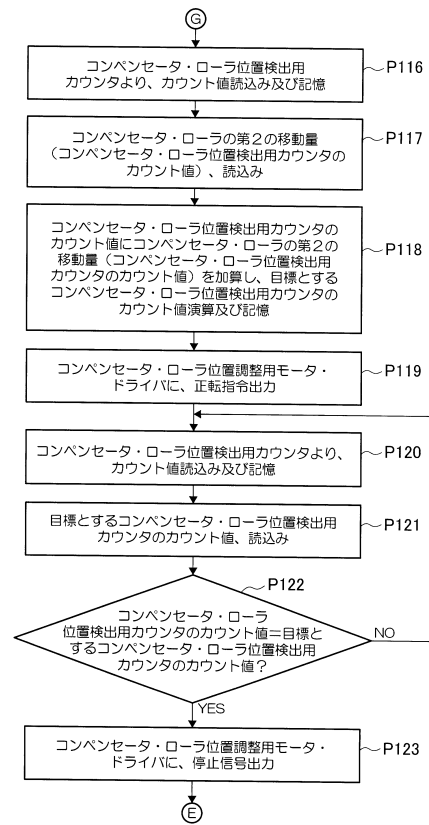 G
コンペンセータ・ローラ位置検出用
カウンタより、カウント値読込み及び記憶
P116
コンペンセータ・ローラの第2の移動量
(コンペンセータ・ローラ位置検出用カウンタの
カウント値)、読込み
P117
コンペンセータ・ローラ位置検出用カウンタの
カウント値にコンペンセータ・ローラの第2の
移動量(コンペンセータ・ローラ位置検出用
カウンタのカウント値)を加算し、目標とする
コンペンセータ・ローラ位置検出用カウンタの
カウント値演算及び記憶
P118
コンペンセータ・ローラ位置調整用モータ・
ドライバに、正転指令出力
P119
コンペンセータ・ローラ位置検出用カウンタより、
カウント値読込み及び記憶
P120
目標とするコンペンセータ・ローラ位置検出用
カウンタのカウント値、読込み
P121
P122
コンペンセータ・ローラ
位置検出用カウンタのカウント値=目標と
するコンペンセータ・ローラ位置検出用
カウンタのカウント値?
NO
YES
コンペンセータ・ローラ位置調整用モータ・
ドライバに、停止信号出力
P123
E